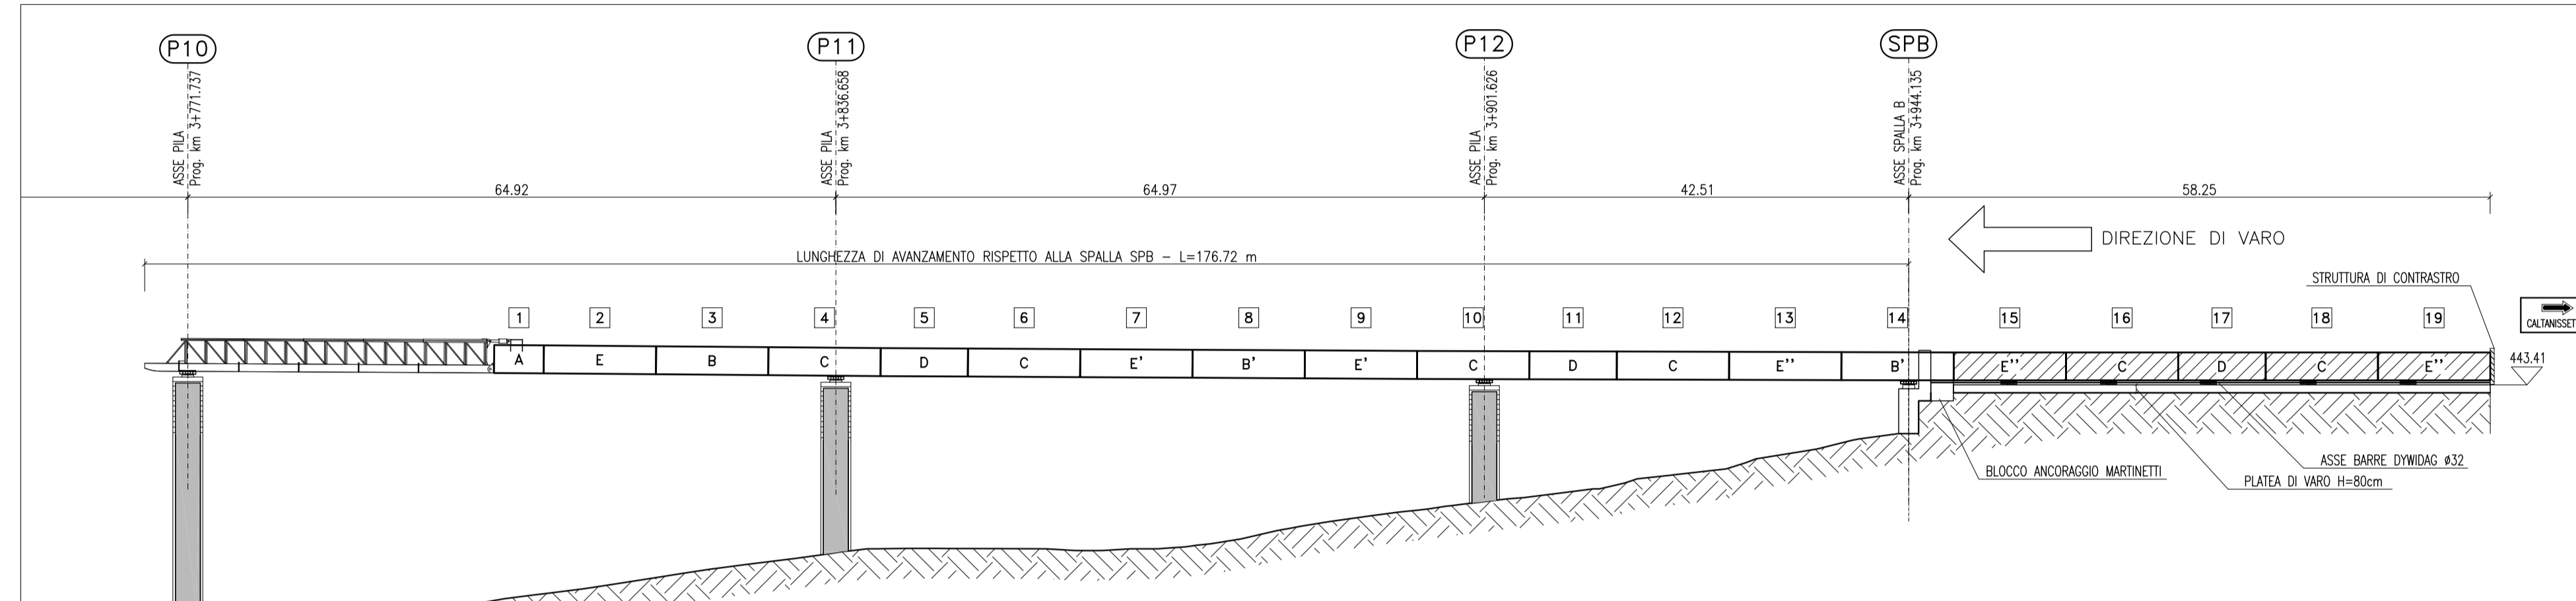 P10
P11
P12
SPB
ASSE PILA
Prog. km 3+771.737
ASSE PILA
Prog. km 3+836.658
ASSE PILA
Prog. km 3+901.626
ASSE SPALLA B
Prog. km 3+944.135
64.92
64.97
42.51
58.25
DIREZIONE DI VARO
LUNGHEZZA DI AVANZAMENTO RISPETTO ALLA SPALLA SPB - L=176.72 m
STRUTTURA DI CONTRASTRO
1 2 3 4 5 6 7 8 9 10 11 12 13 14 15 16 17 18 19
CALTANISSET
A E B C D C E' B' E' C D C E'' B' E'' C D C E''
443.41
BLOCCO ANCORAGGIO MARTINETTI
ASSE BARRE DYWIDAG ø32
PLATEA DI VARO H=80cm